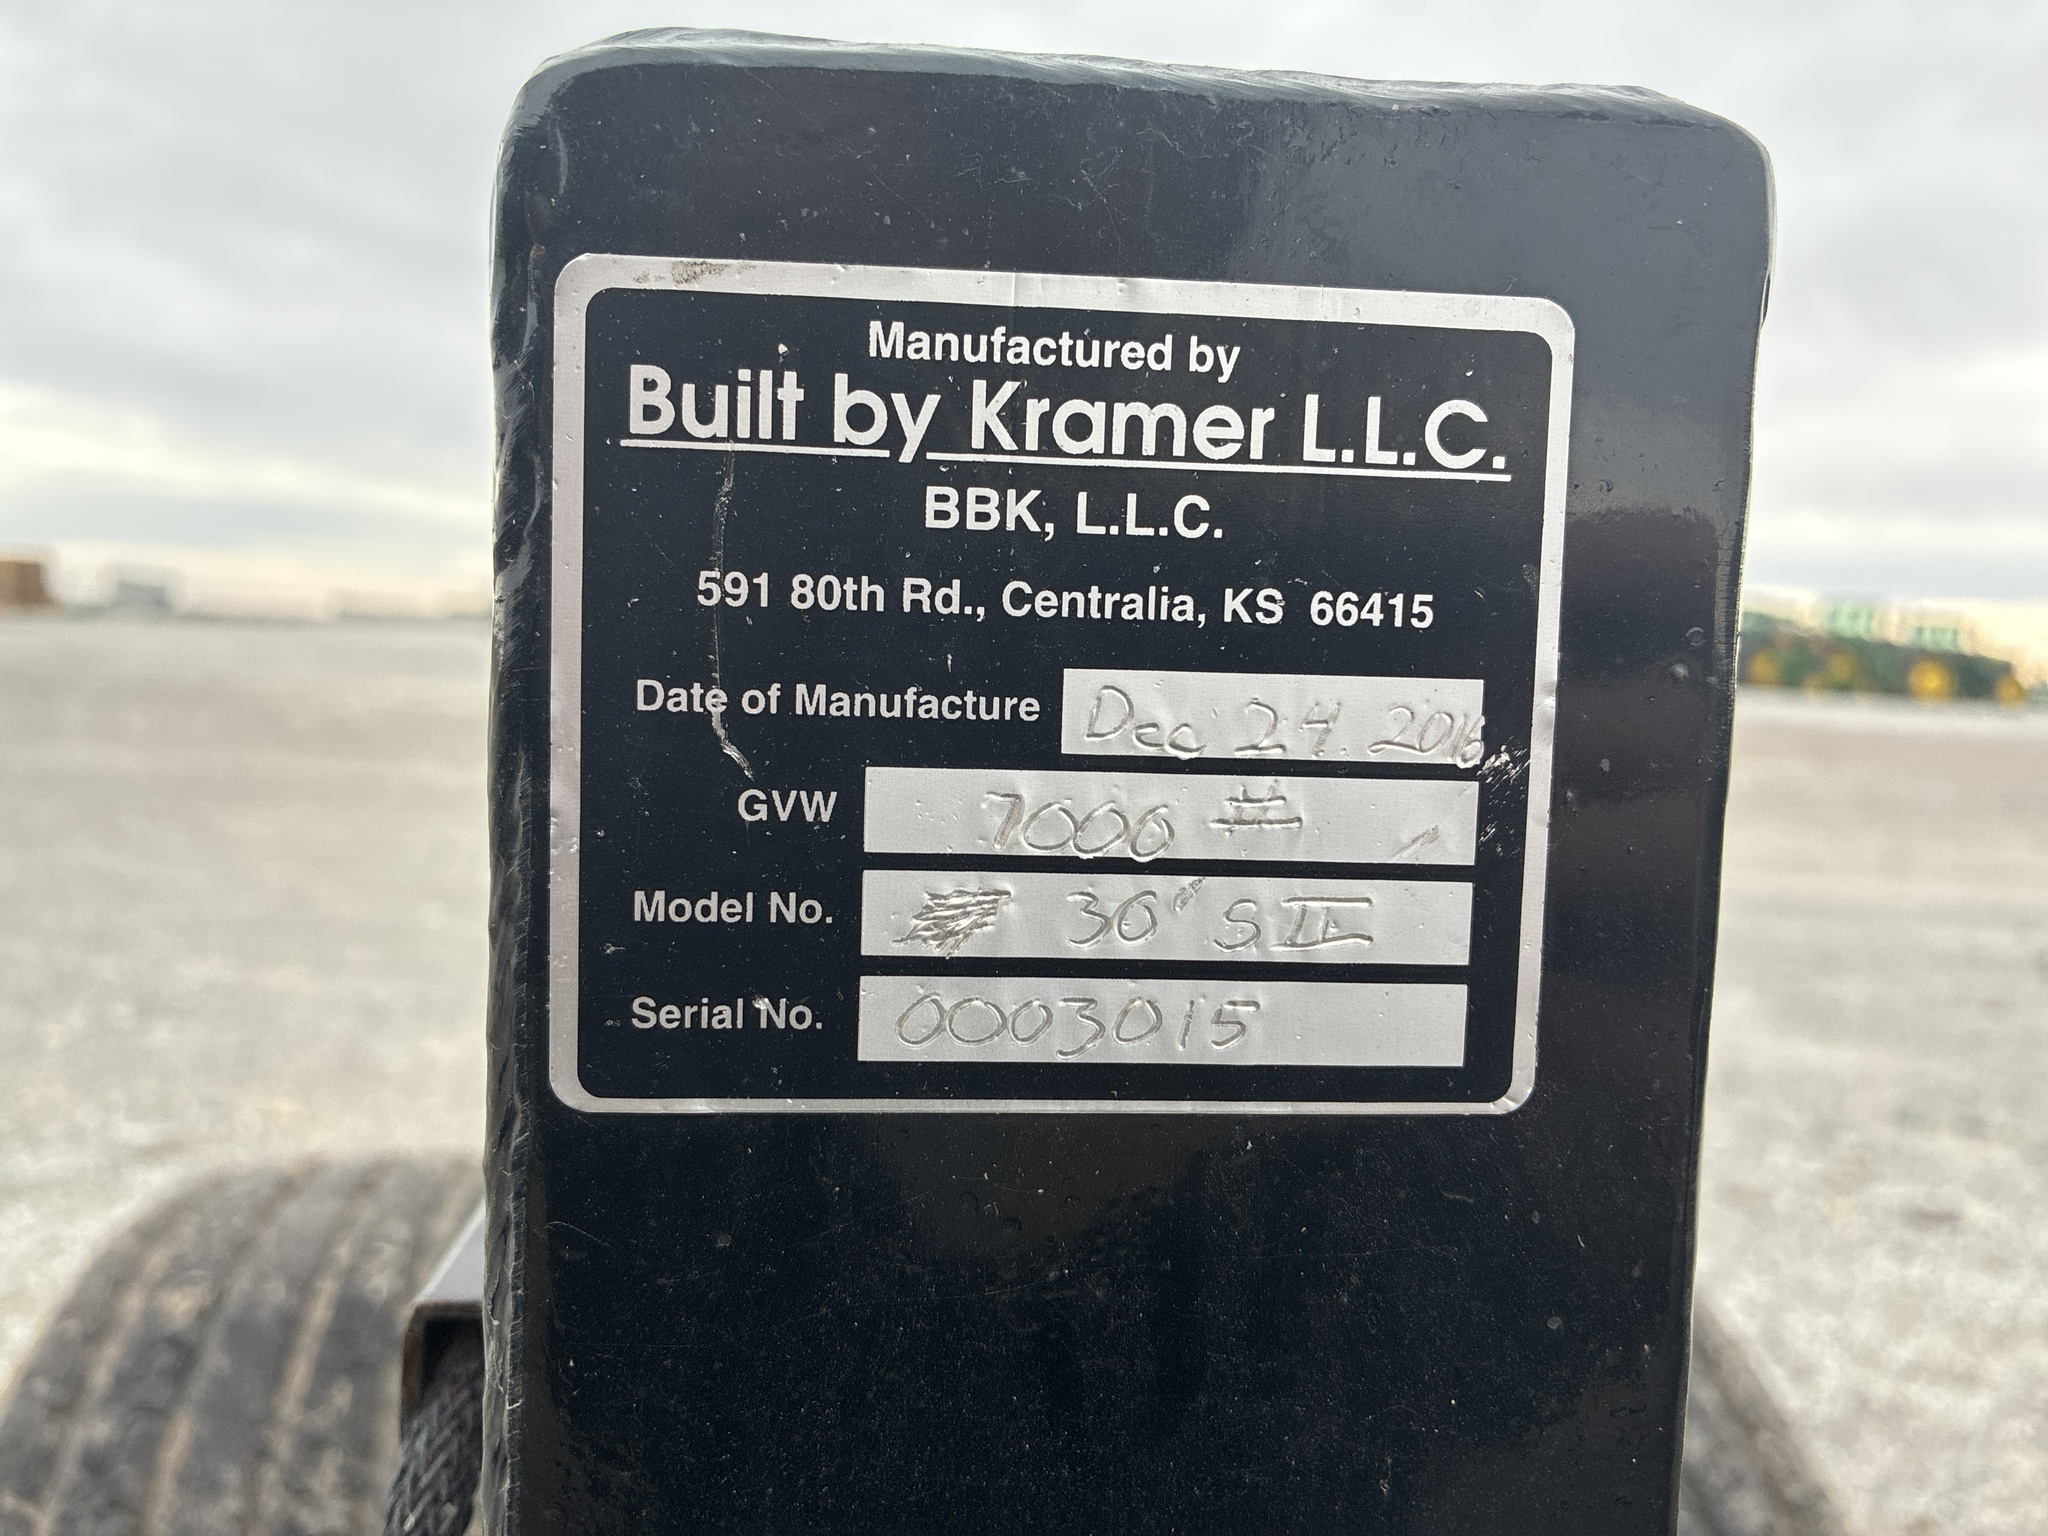 Manufactured by
Built by Kramer L.L.C.
BBK, L.L.C.
591 80th Rd., Centralia, KS 66415
Date of Manufacture Dec 24. 2016
GVW 7000 #
Model No. 30' S II
Serial No. 0003015